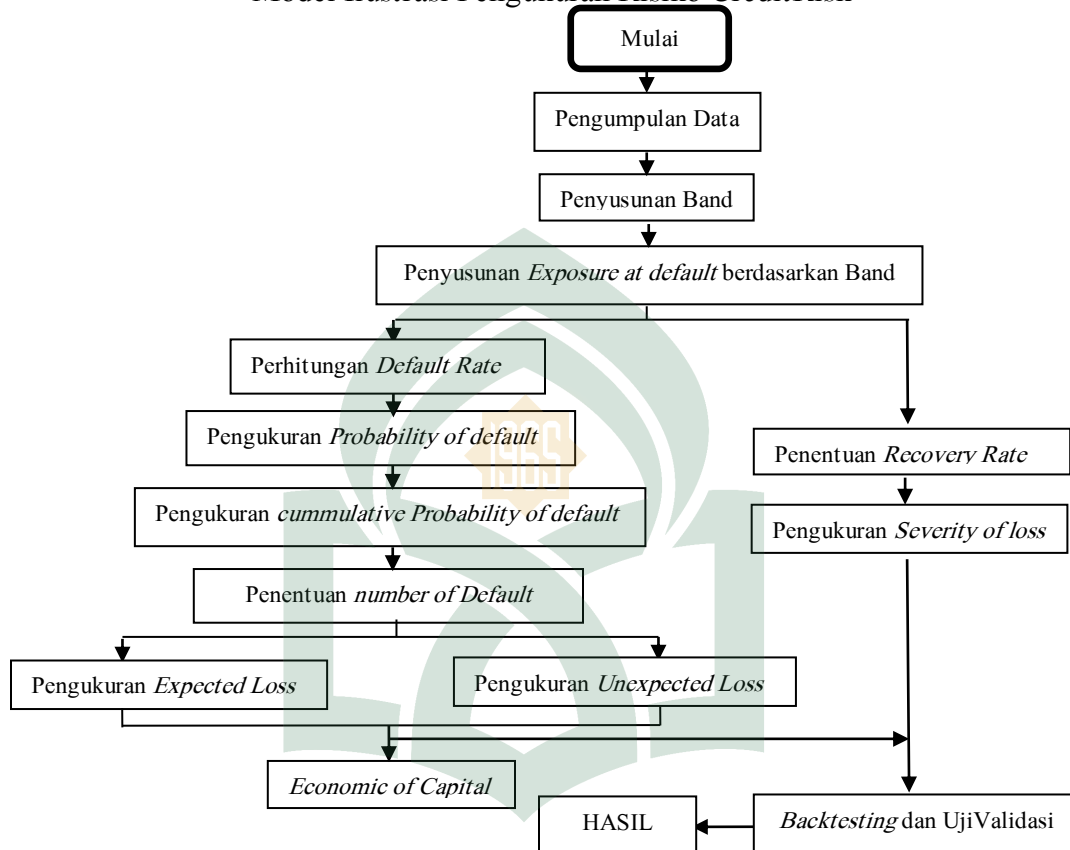 Model Ilustrasi Pengukuran Risiko CreditRisk
Mulai
Pengumpulan Data
Penyusunan Band
Penyusunan Exposure at default berdasarkan Band
Perhitungan Default Rate
Pengukuran Probability of default
Penentuan Recovery Rate
Pengukuran cummulative Probability of default
Pengukuran Severity of loss
Penentuan number of Default
Pengukuran Expected Loss
Pengukuran Unexpected Loss
Economic of Capital
HASIL
Backtesting dan UjiValidasi
1965